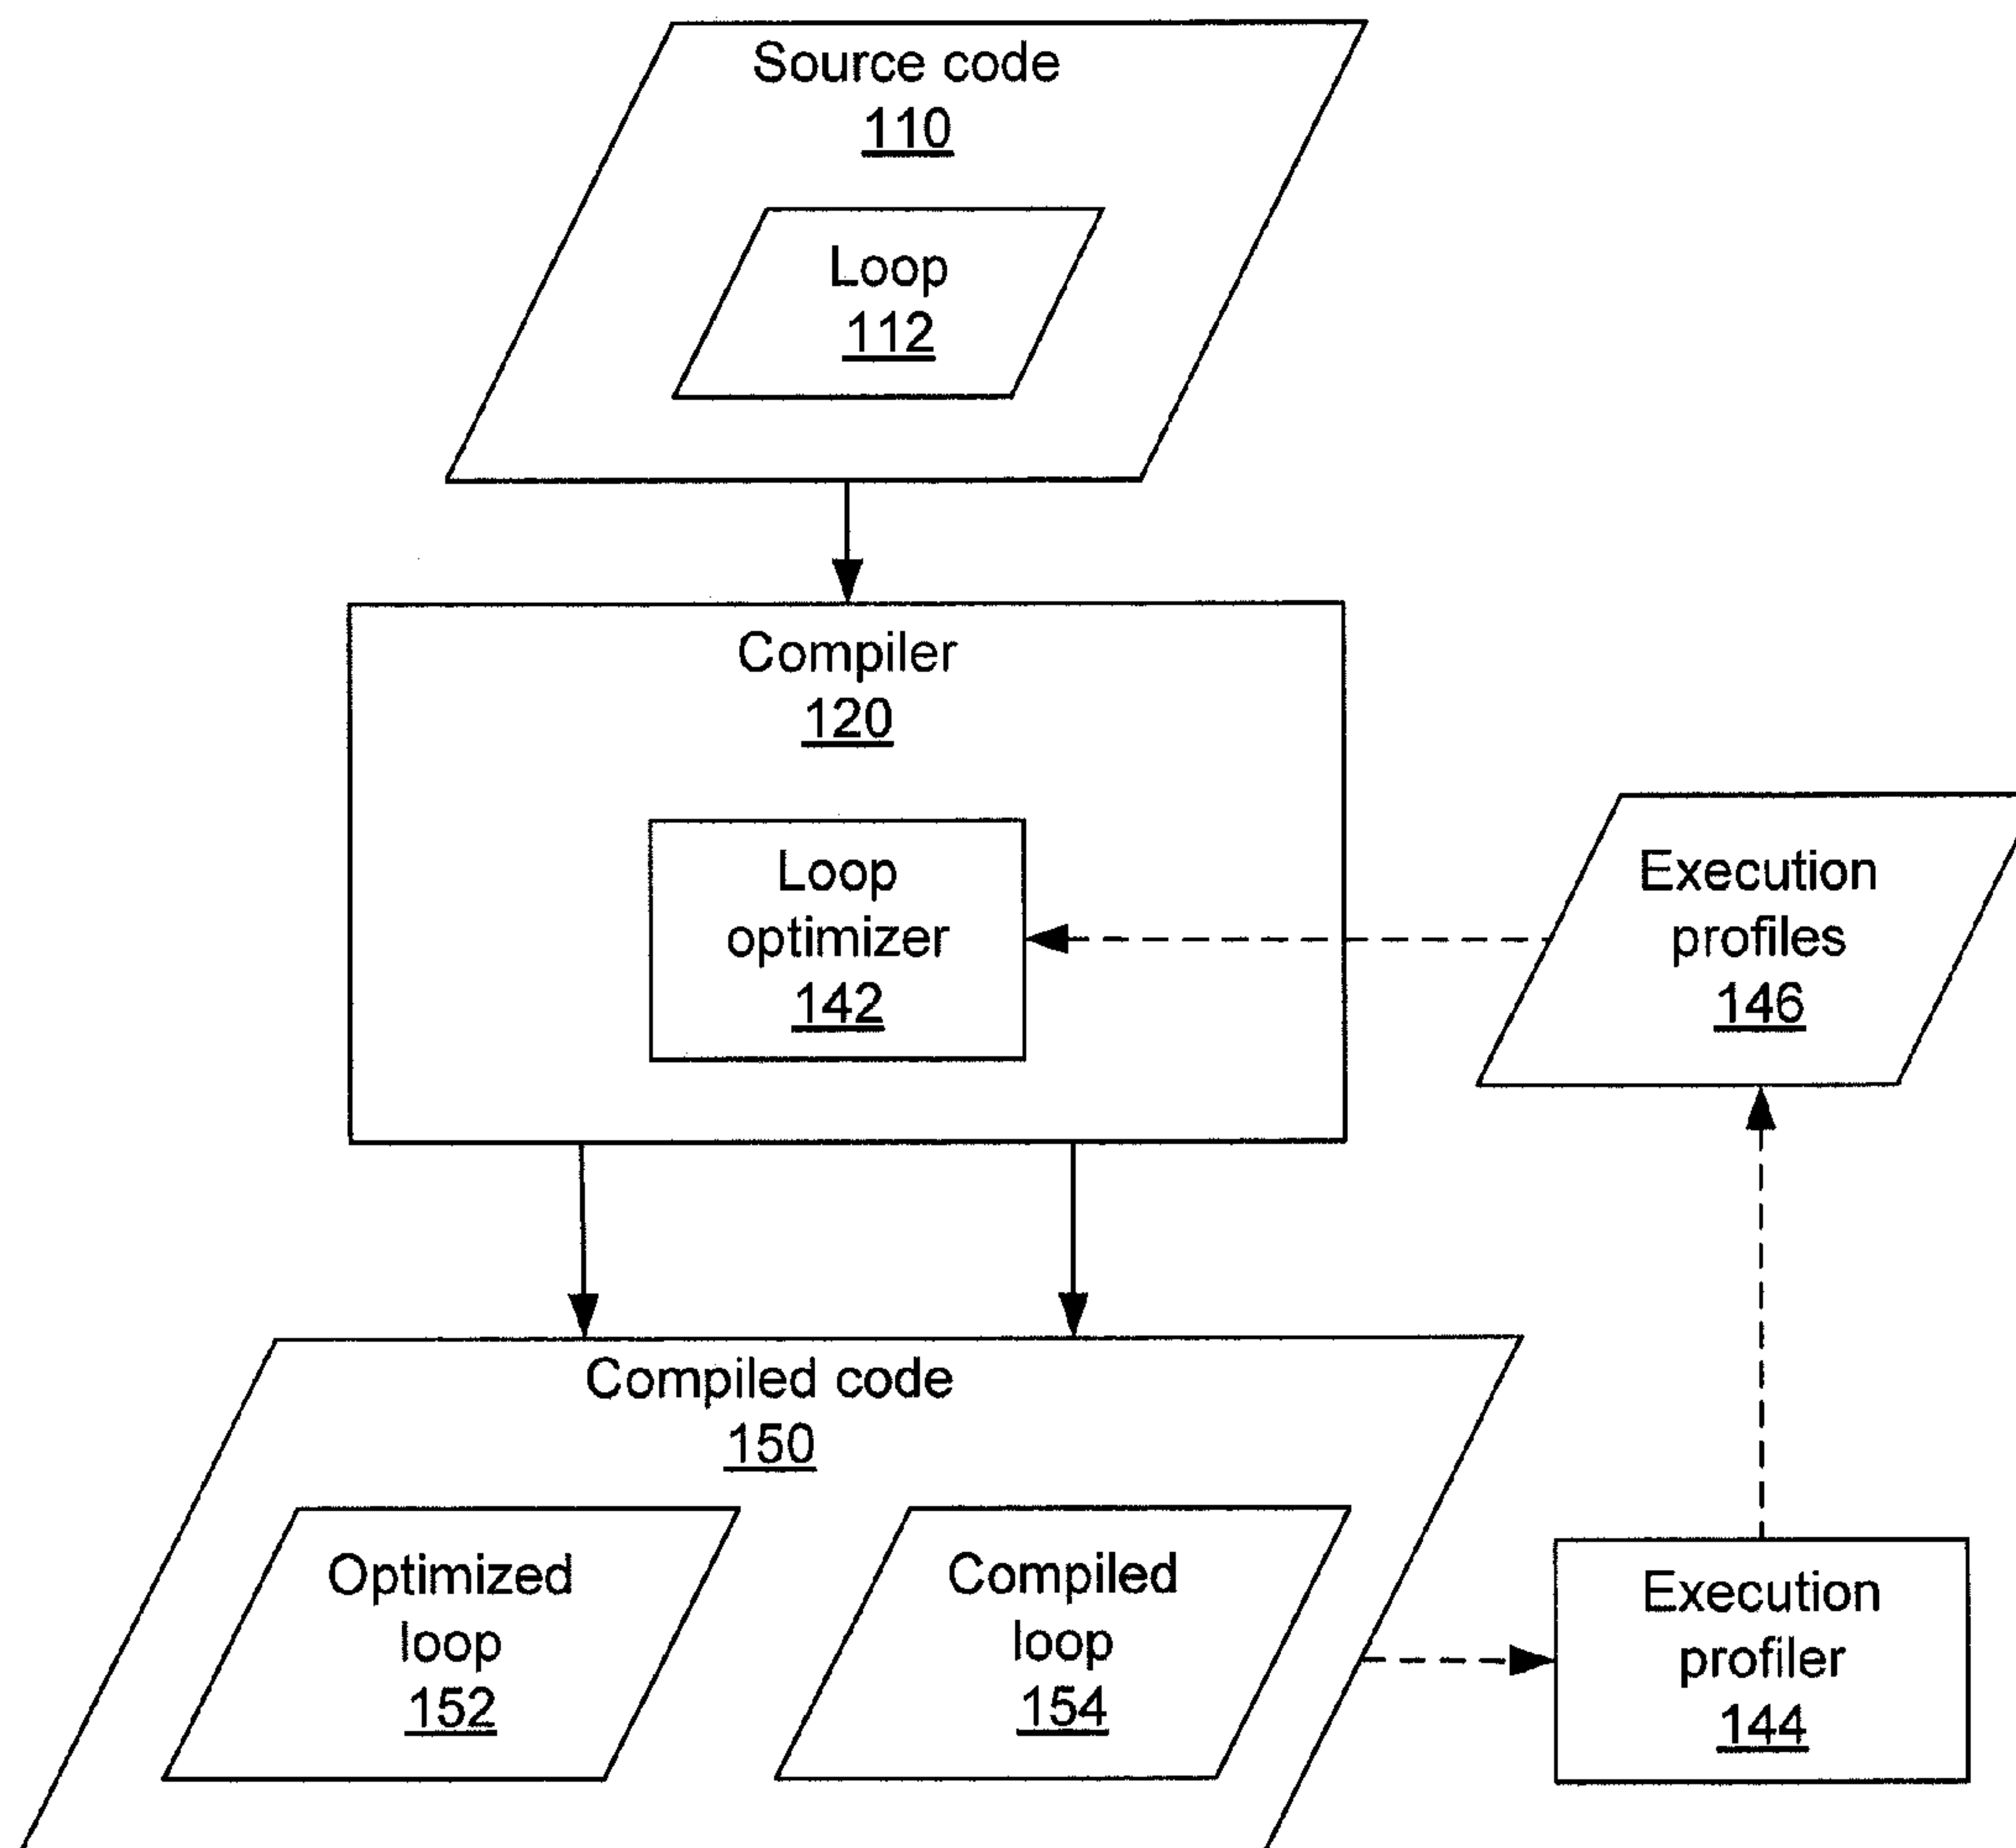 Source code
110
Loop
112
Compiler
120
Loop
optimizer
142
Execution
profiles
146
Compiled code
150
Optimized
loop
152
Compiled
loop
154
Execution
profiler
144